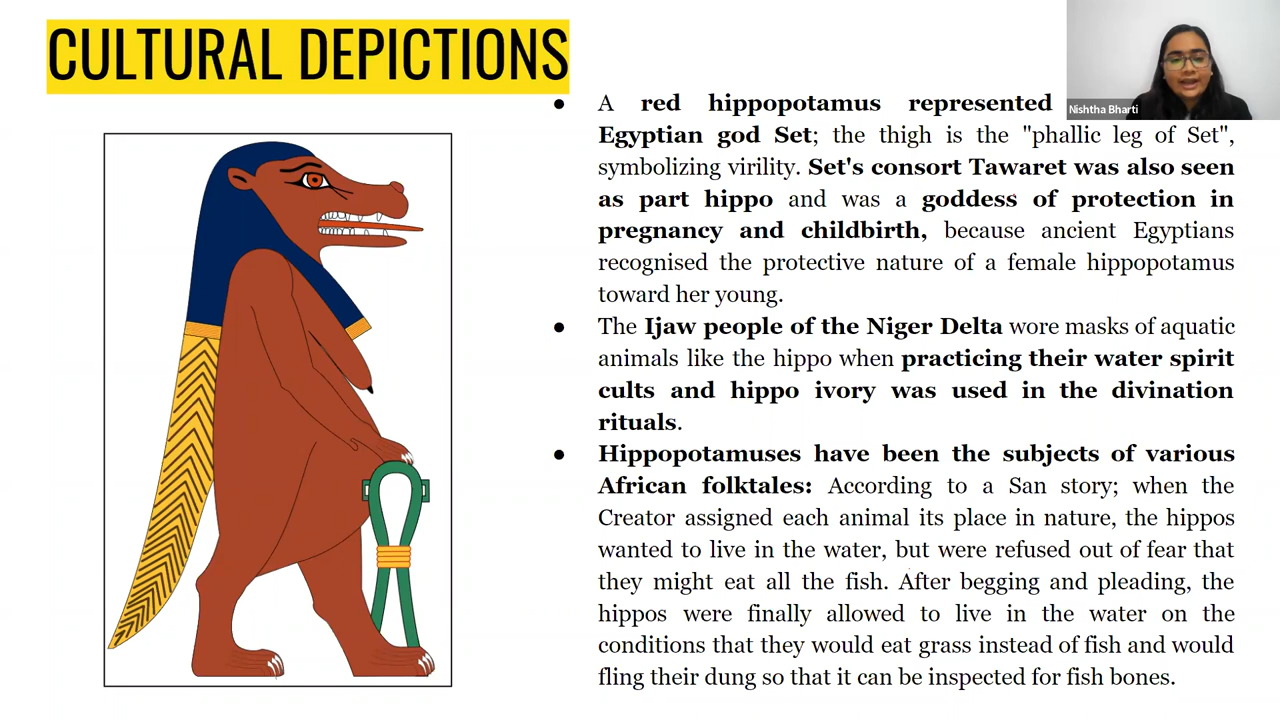 CULTURAL DEPICTIONS
Nishtha Bharti
A red hippopotamus represented
Egyptian god Set; the thigh is the "phallic leg of Set",
symbolizing virility. Set's consort Tawaret was also seen
as part hippo and was a goddess of protection in
pregnancy and childbirth, because ancient Egyptians
recognised the protective nature of a female hippopotamus
toward her young.
The Ijaw people of the Niger Delta wore masks of aquatic
animals like the hippo when practicing their water spirit
cults and hippo ivory was used in the divination
rituals.
Hippopotamuses have been the subjects of various
African folktales: According to a San story; when the
Creator assigned each animal its place in nature, the hippos
wanted to live in the water, but were refused out of fear that
they might eat all the fish. After begging and pleading, the
hippos were finally allowed to live in the water on the
conditions that they would eat grass instead of fish and would
fling their dung so that it can be inspected for fish bones.